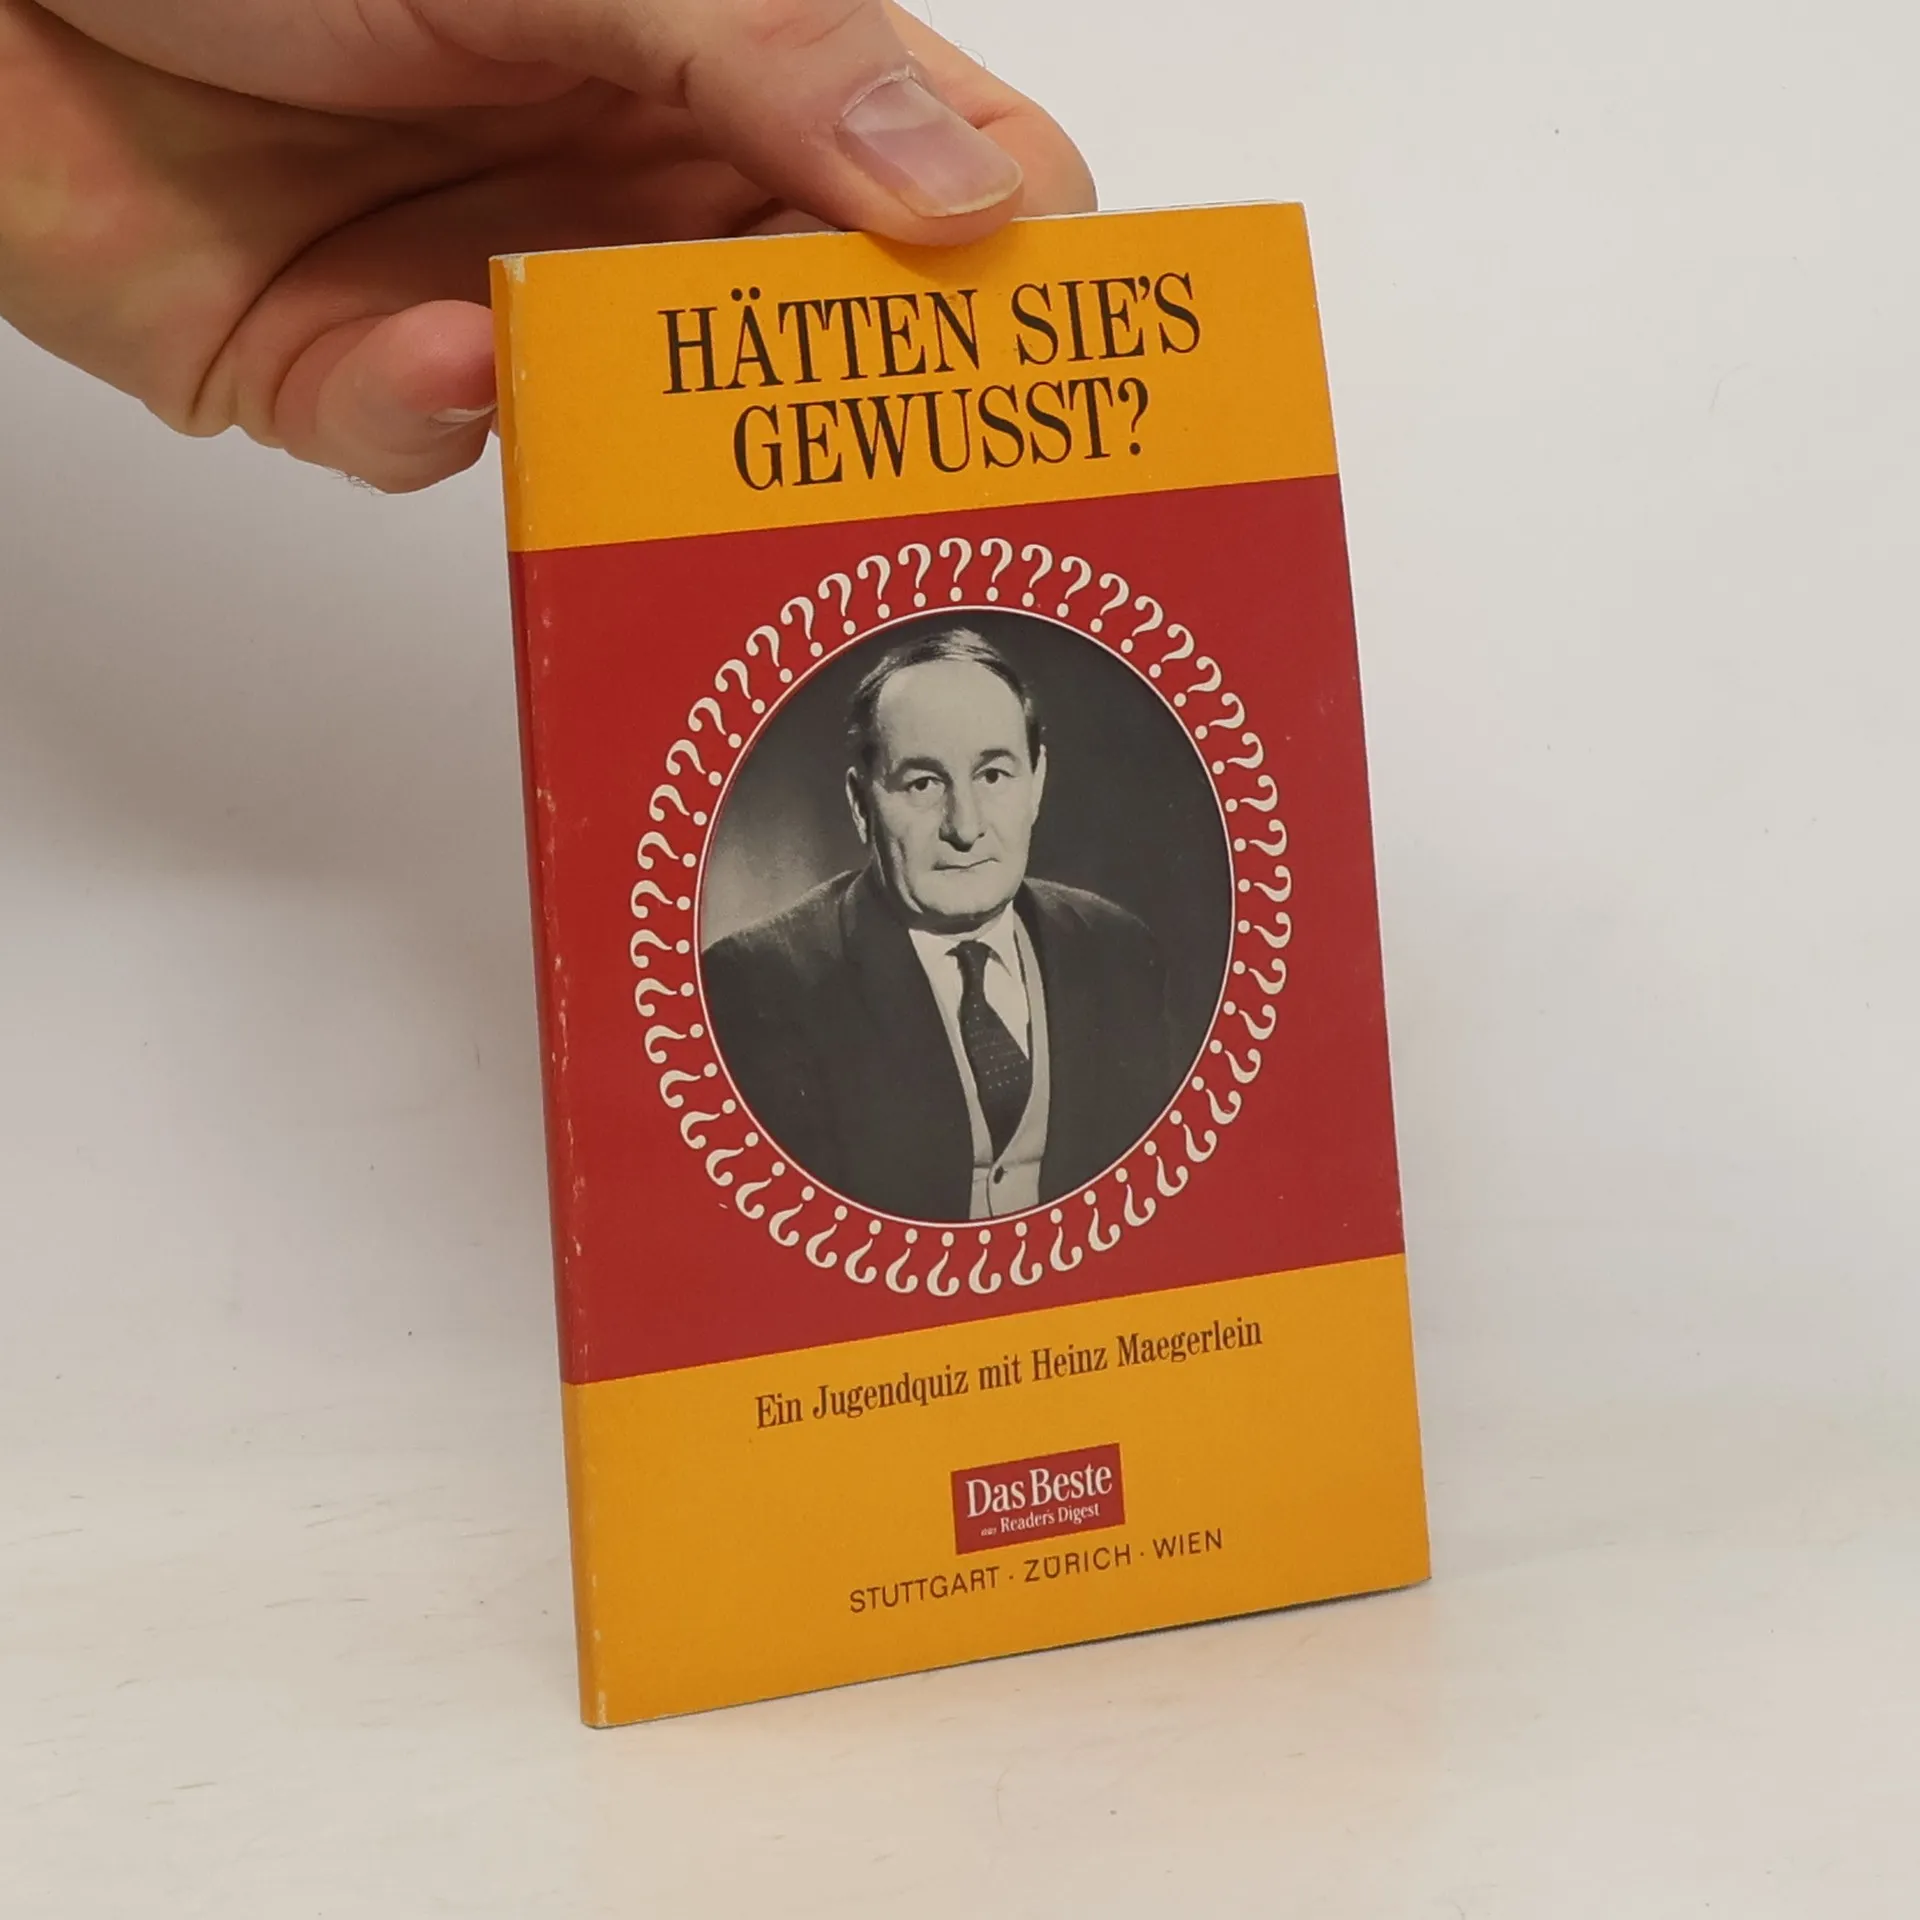 HÄTTEN SIE'S
GEWUSST?
Ein Jugendquiz mit Heinz Maegerlein
Das Beste
aus Reader's Digest
STUTTGART · ZÜRICH · WIEN